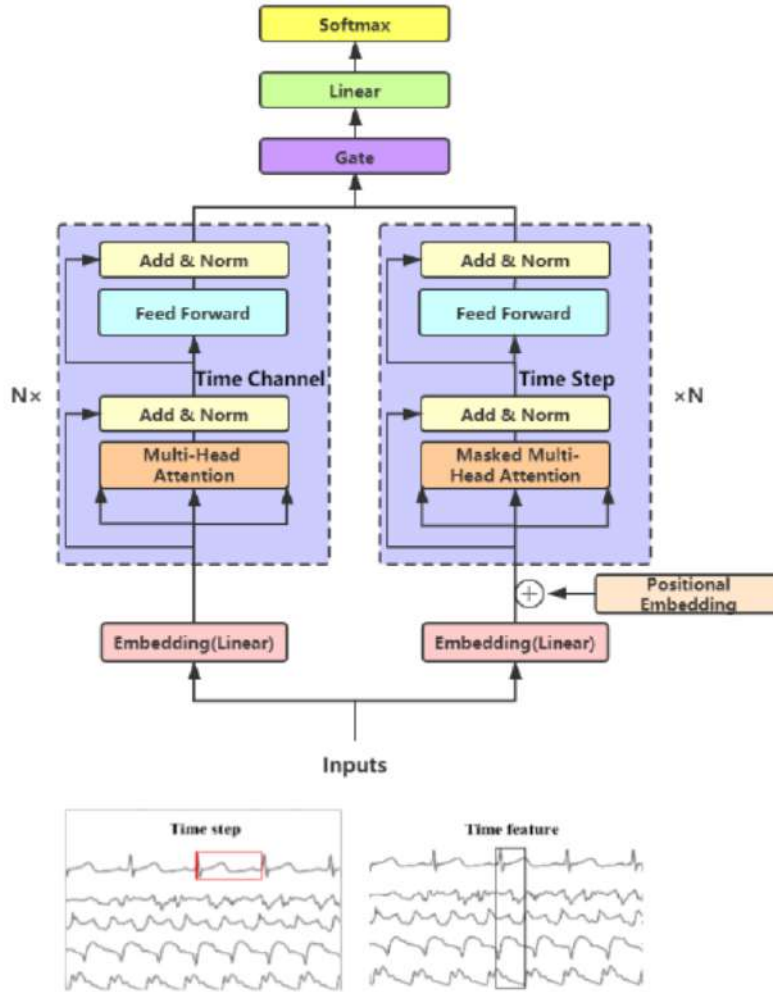 Softmax
Linear
Gate
Add & Norm
Feed Forward
Time Channel
Add & Norm
Multi-Head
Attention
N×
Embedding(Linear)
Add & Norm
Feed Forward
Time Step
Add & Norm
Masked Multi-
Head Attention
×N
Positional
Embedding
Embedding(Linear)
Inputs
Time step
Time feature